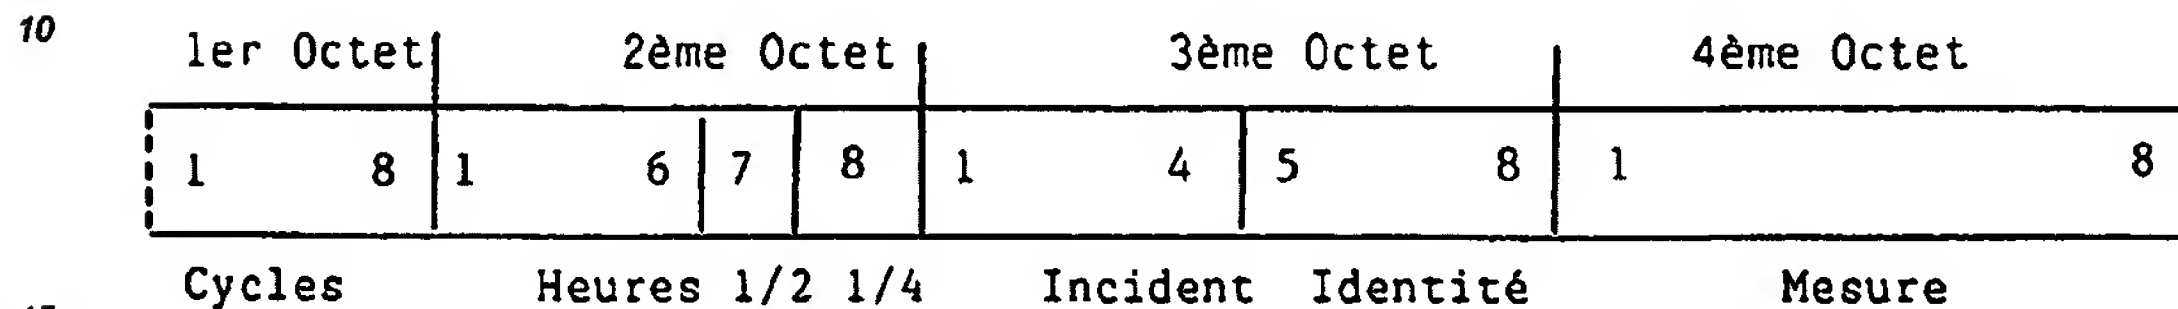 10
1er Octet 2ème Octet 3ème Octet 4ème Octet
1 8 1 6 7 8 1 4 5 8 1 8
Cycles Heures 1/2 1/4 Incident Identité Mesure